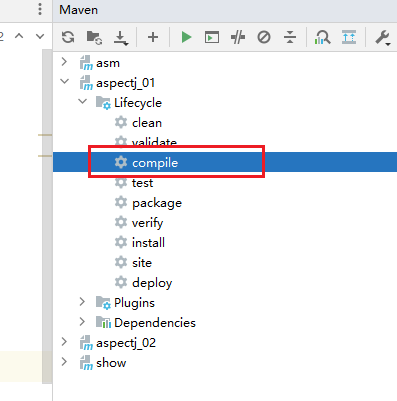 2
Maven
asm
aspectj_01
Lifecycle
clean
validate
compile
test
package
verify
install
site
deploy
Plugins
Dependencies
aspectj_02
show